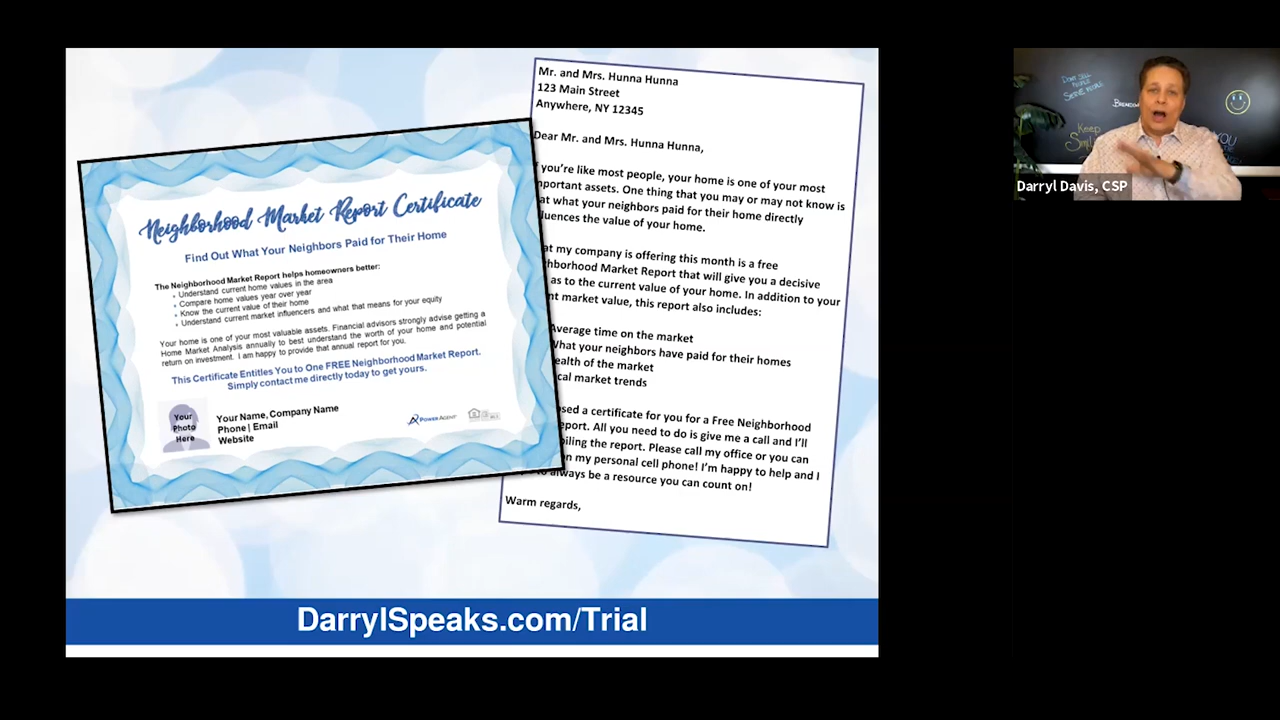 Neighborhood Market Report Certificate
Find Out What Your Neighbors Paid for Their Home
The Neighborhood Market Report helps homeowners better:
Understand current home values in the area
Compare home values year over year
Know the current value of their home
Understand current market influencers and what that means for your equity
Your home is one of your most valuable assets. Financial advisors strongly advise getting a
Home Market Analysis annually to best understand the worth of your home and potential
return on investment. I am happy to provide that annual report for you.
This Certificate Entitles You to One FREE Neighborhood Market Report.
Simply contact me directly today to get yours.
Your
Photo
Here
Your Name, Company Name
Phone | Email
Website
POWER AGENT
Mr. and Mrs. Hunna Hunna
123 Main Street
Anywhere, NY 12345
Dear Mr. and Mrs. Hunna Hunna,
f you're like most people, your home is one of your most
portant assets. One thing that you may or may not know is
at what your neighbors paid for their home directly
luences the value of your home.
at my company is offering this month is a free
hborhood Market Report that will give you a decisive
as to the current value of your home. In addition to your
nt market value, this report also includes:
Average time on the market
What your neighbors have paid for their homes
ealth of the market
cal market trends
osed a certificate for you for a Free Neighborhood
eport. All you need to do is give me a call and I'll
piling the report. Please call my office or you can
on my personal cell phone! I'm happy to help and I
to always be a resource you can count on!
Warm regards,
DarrylSpeaks.com/Trial
DON'T SELL
PEOPLE
SERVE PEOPLE
Keep
Darryl Davis, CSP